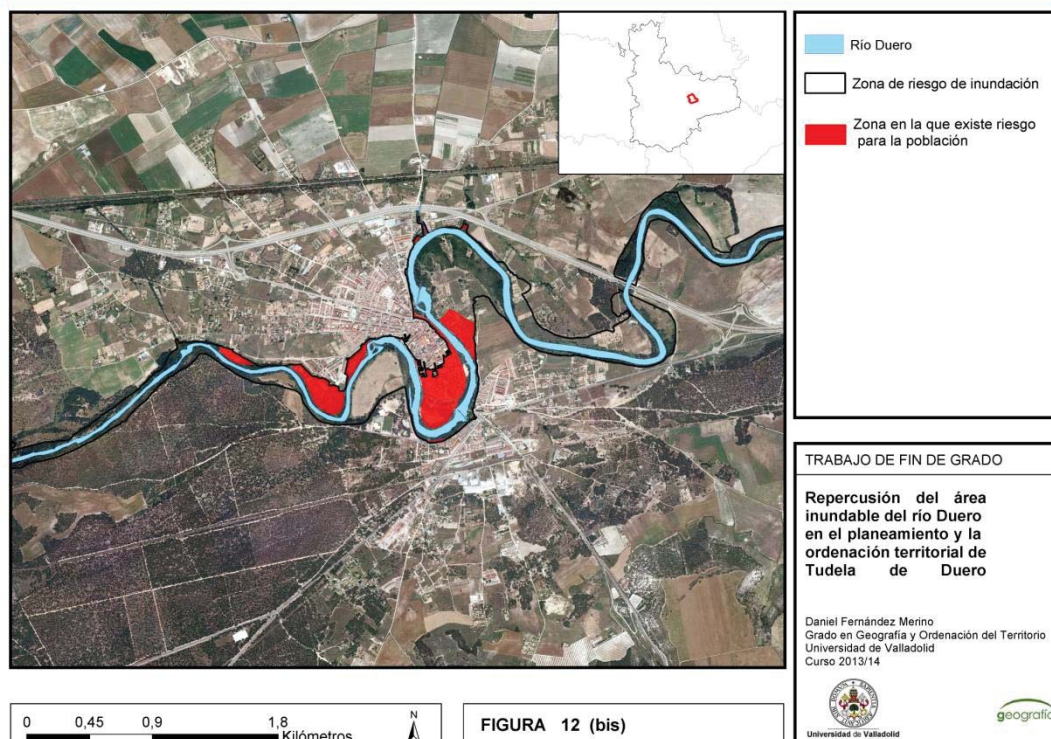 Río Duero
Zona de riesgo de inundación
Zona en la que existe riesgo
para la población
TRABAJO DE FIN DE GRADO
Repercusión del área
inundable del río Duero
en el planeamiento y la
ordenación territorial de
Tudela de Duero
Daniel Fernández Merino
Grado en Geografía y Ordenación del Territorio
Universidad de Valladolid
Curso 2013/14
Universidad de Valladolid
geografía
0 0,45 0,9 1,8
Kilómetros
N
FIGURA 12 (bis)